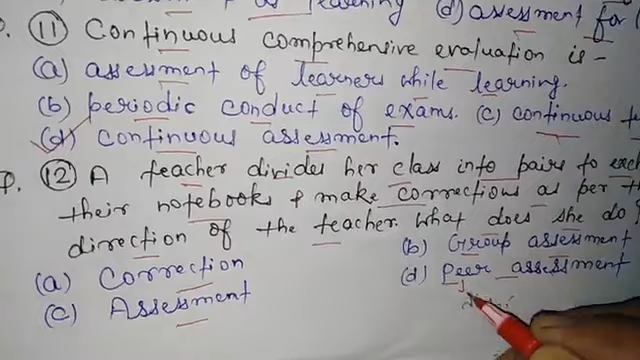 as learning (d) assessment for
(11) Continuous comprehensive evaluation is -
(a) assessment of learners while learning.
(b) periodic conduct of exams. (c) continuous
(d) continuous assessment.
(12) A teacher divides her class into pairs to
their notebooks & make corrections as per
direction of the teacher. What does she do?
(a) Correction
(b) Group assessment
(c) Assessment
(d) Peer assessment